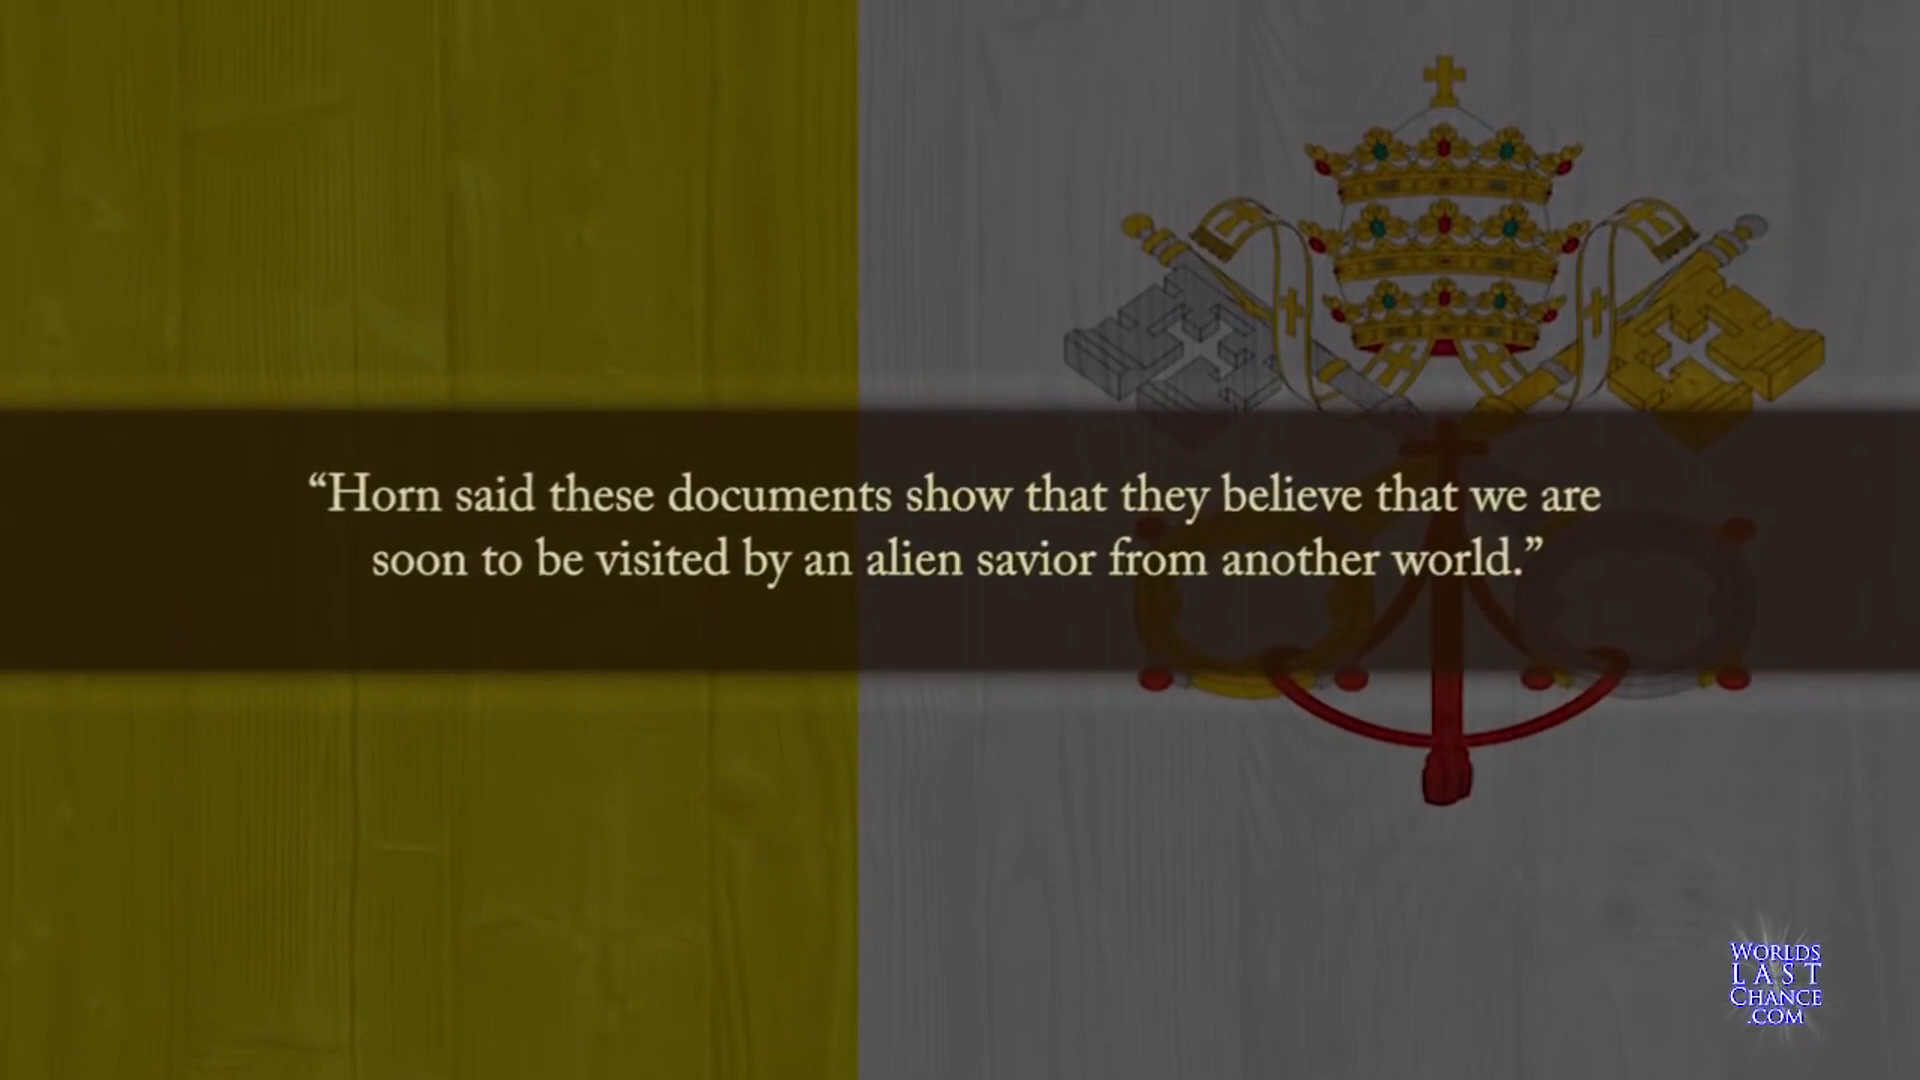 “Horn said these documents show that they believe that we are
soon to be visited by an alien savior from another world.”
WORLDS
LAST
CHANCE
.COM